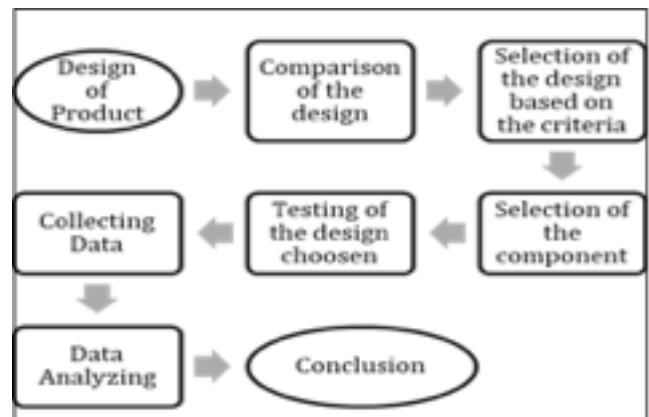 Design
of
Product
Comparison
of the
design
Selection of
the design
based on
the criteria
Selection of
the
component
Testing of
the design
choosen
Collecting
Data
Data
Analyzing
Conclusion